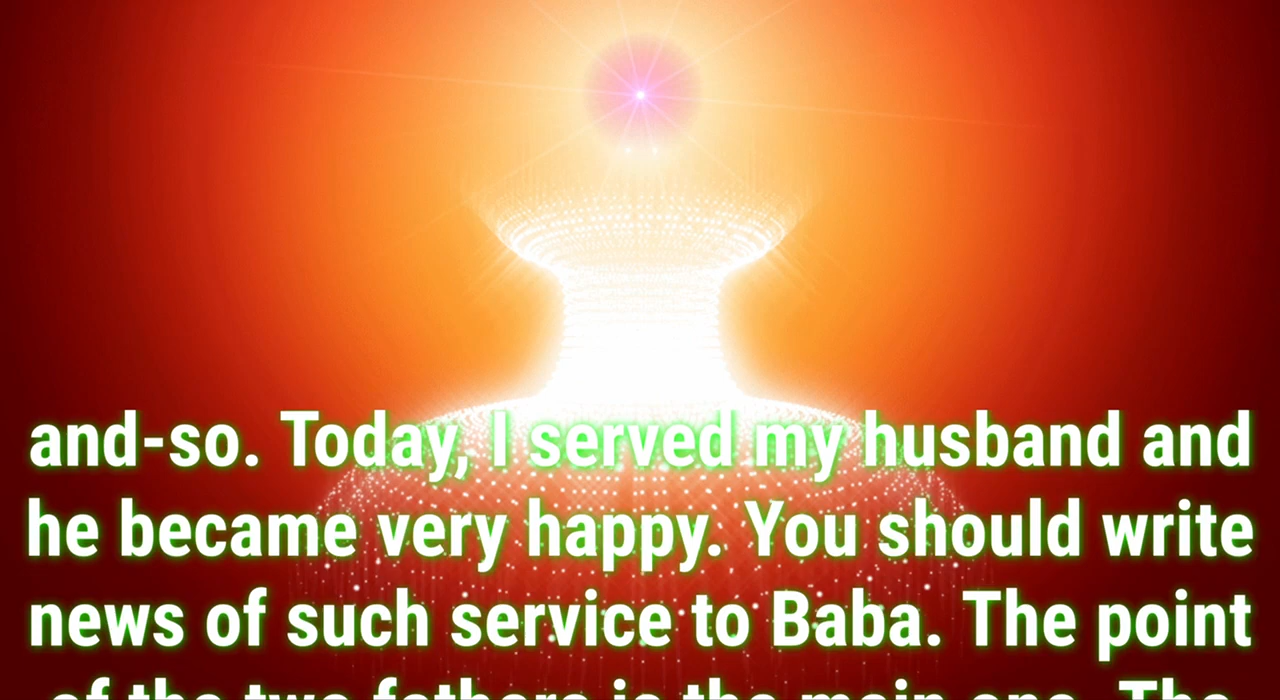 and-so. Today, I served my husband and
he became very happy. You should write
news of such service to Baba. The point
of the two fathers is the main one. The